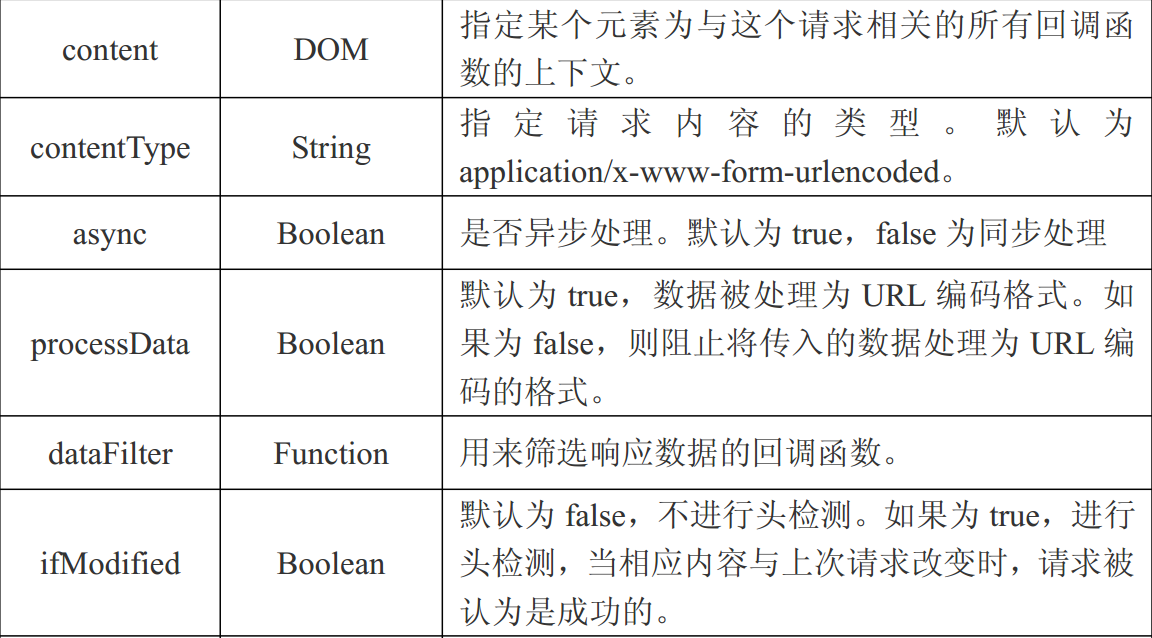 content
DOM
指定某个元素为与这个请求相关的所有回调函
数的上下文。
contentType
String
指定请求内容的类型。默认为
application/x-www-form-urlencoded。
async
Boolean
是否异步处理。默认为 true，false 为同步处理
processData
Boolean
默认为 true，数据被处理为 URL 编码格式。如
果为 false，则阻止将传入的数据处理为 URL 编
码的格式。
dataFilter
Function
用来筛选响应数据的回调函数。
ifModified
Boolean
默认为 false，不进行头检测。如果为 true，进行
头检测，当相应内容与上次请求改变时，请求被
认为是成功的。